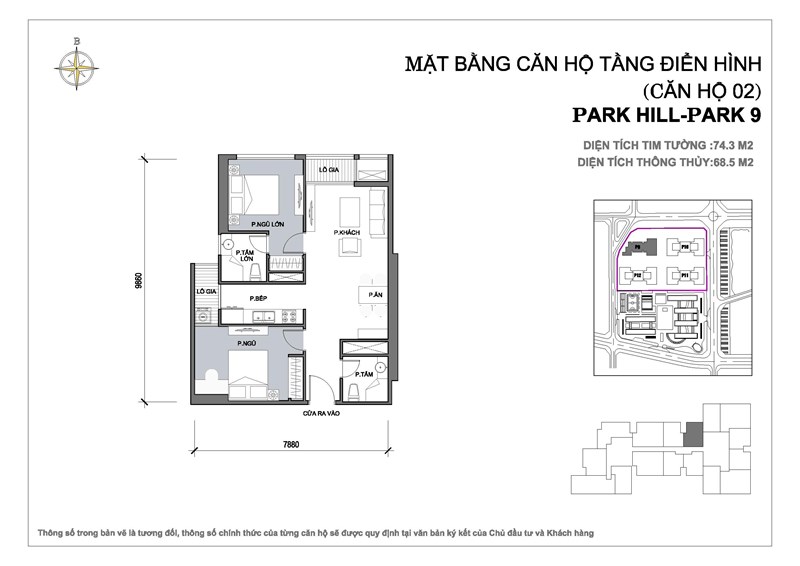 B
MẶT BẰNG CĂN HỘ TẦNG ĐIỂN HÌNH
(CĂN HỘ 02)
PARK HILL-PARK 9
DIỆN TÍCH TIM TƯỜNG :74.3 M2
DIỆN TÍCH THÔNG THỦY:68.5 M2
LÔ GIA
P.NGỦ LỚN
P.KHÁCH
P.TẮM
LỚN
LÔ GIA
P.BẾP
P.ĂN
P.NGỦ
P.TẮM
CỬA RA VÀO
9860
7880
P9
P10
P12
P11
Thông số trong bản vẽ là tương đối, thông số chính thức của từng căn hộ sẽ được quy định tại văn bản ký kết của Chủ đầu tư và Khách hàng